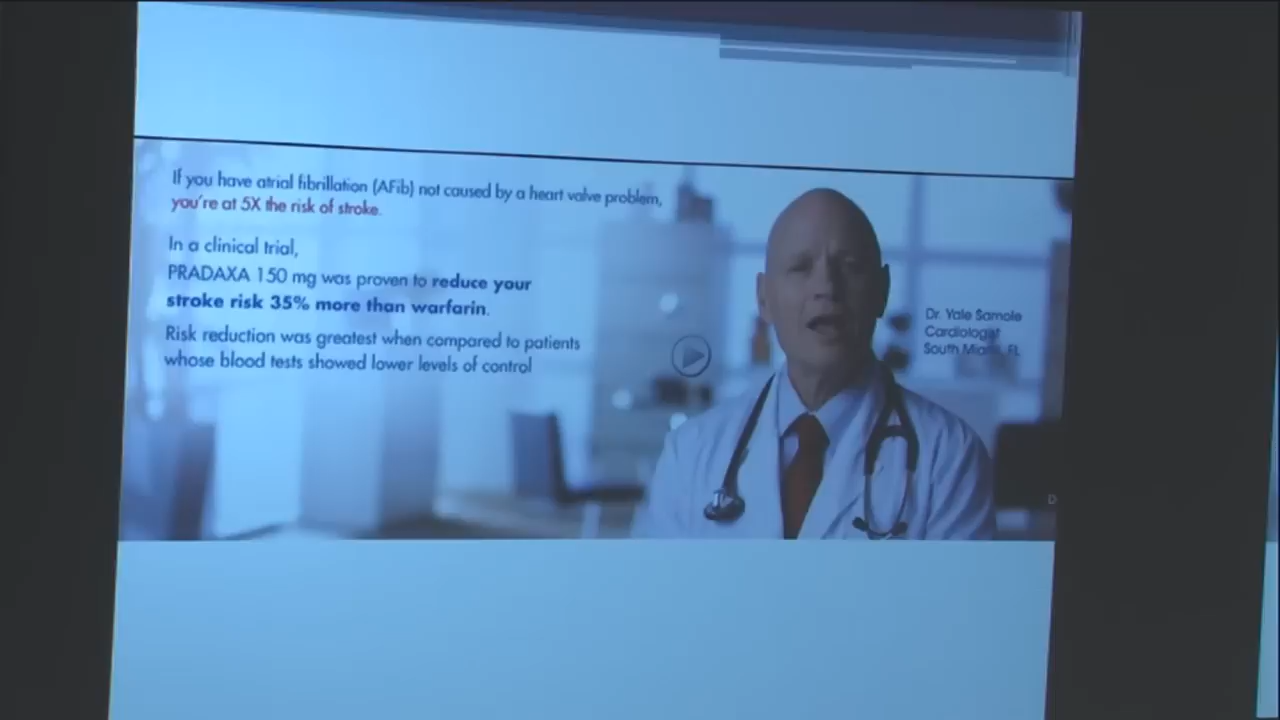 If you have atrial fibrillation (AFib) not caused by a heart valve problem,
you're at 5X the risk of stroke.
In a clinical trial,
PRADAXA 150 mg was proven to reduce your
stroke risk 35% more than warfarin.
Risk reduction was greatest when compared to patients
whose blood tests showed lower levels of control
Dr. Yale Samole
Cardiologist
South Miami, FL
D